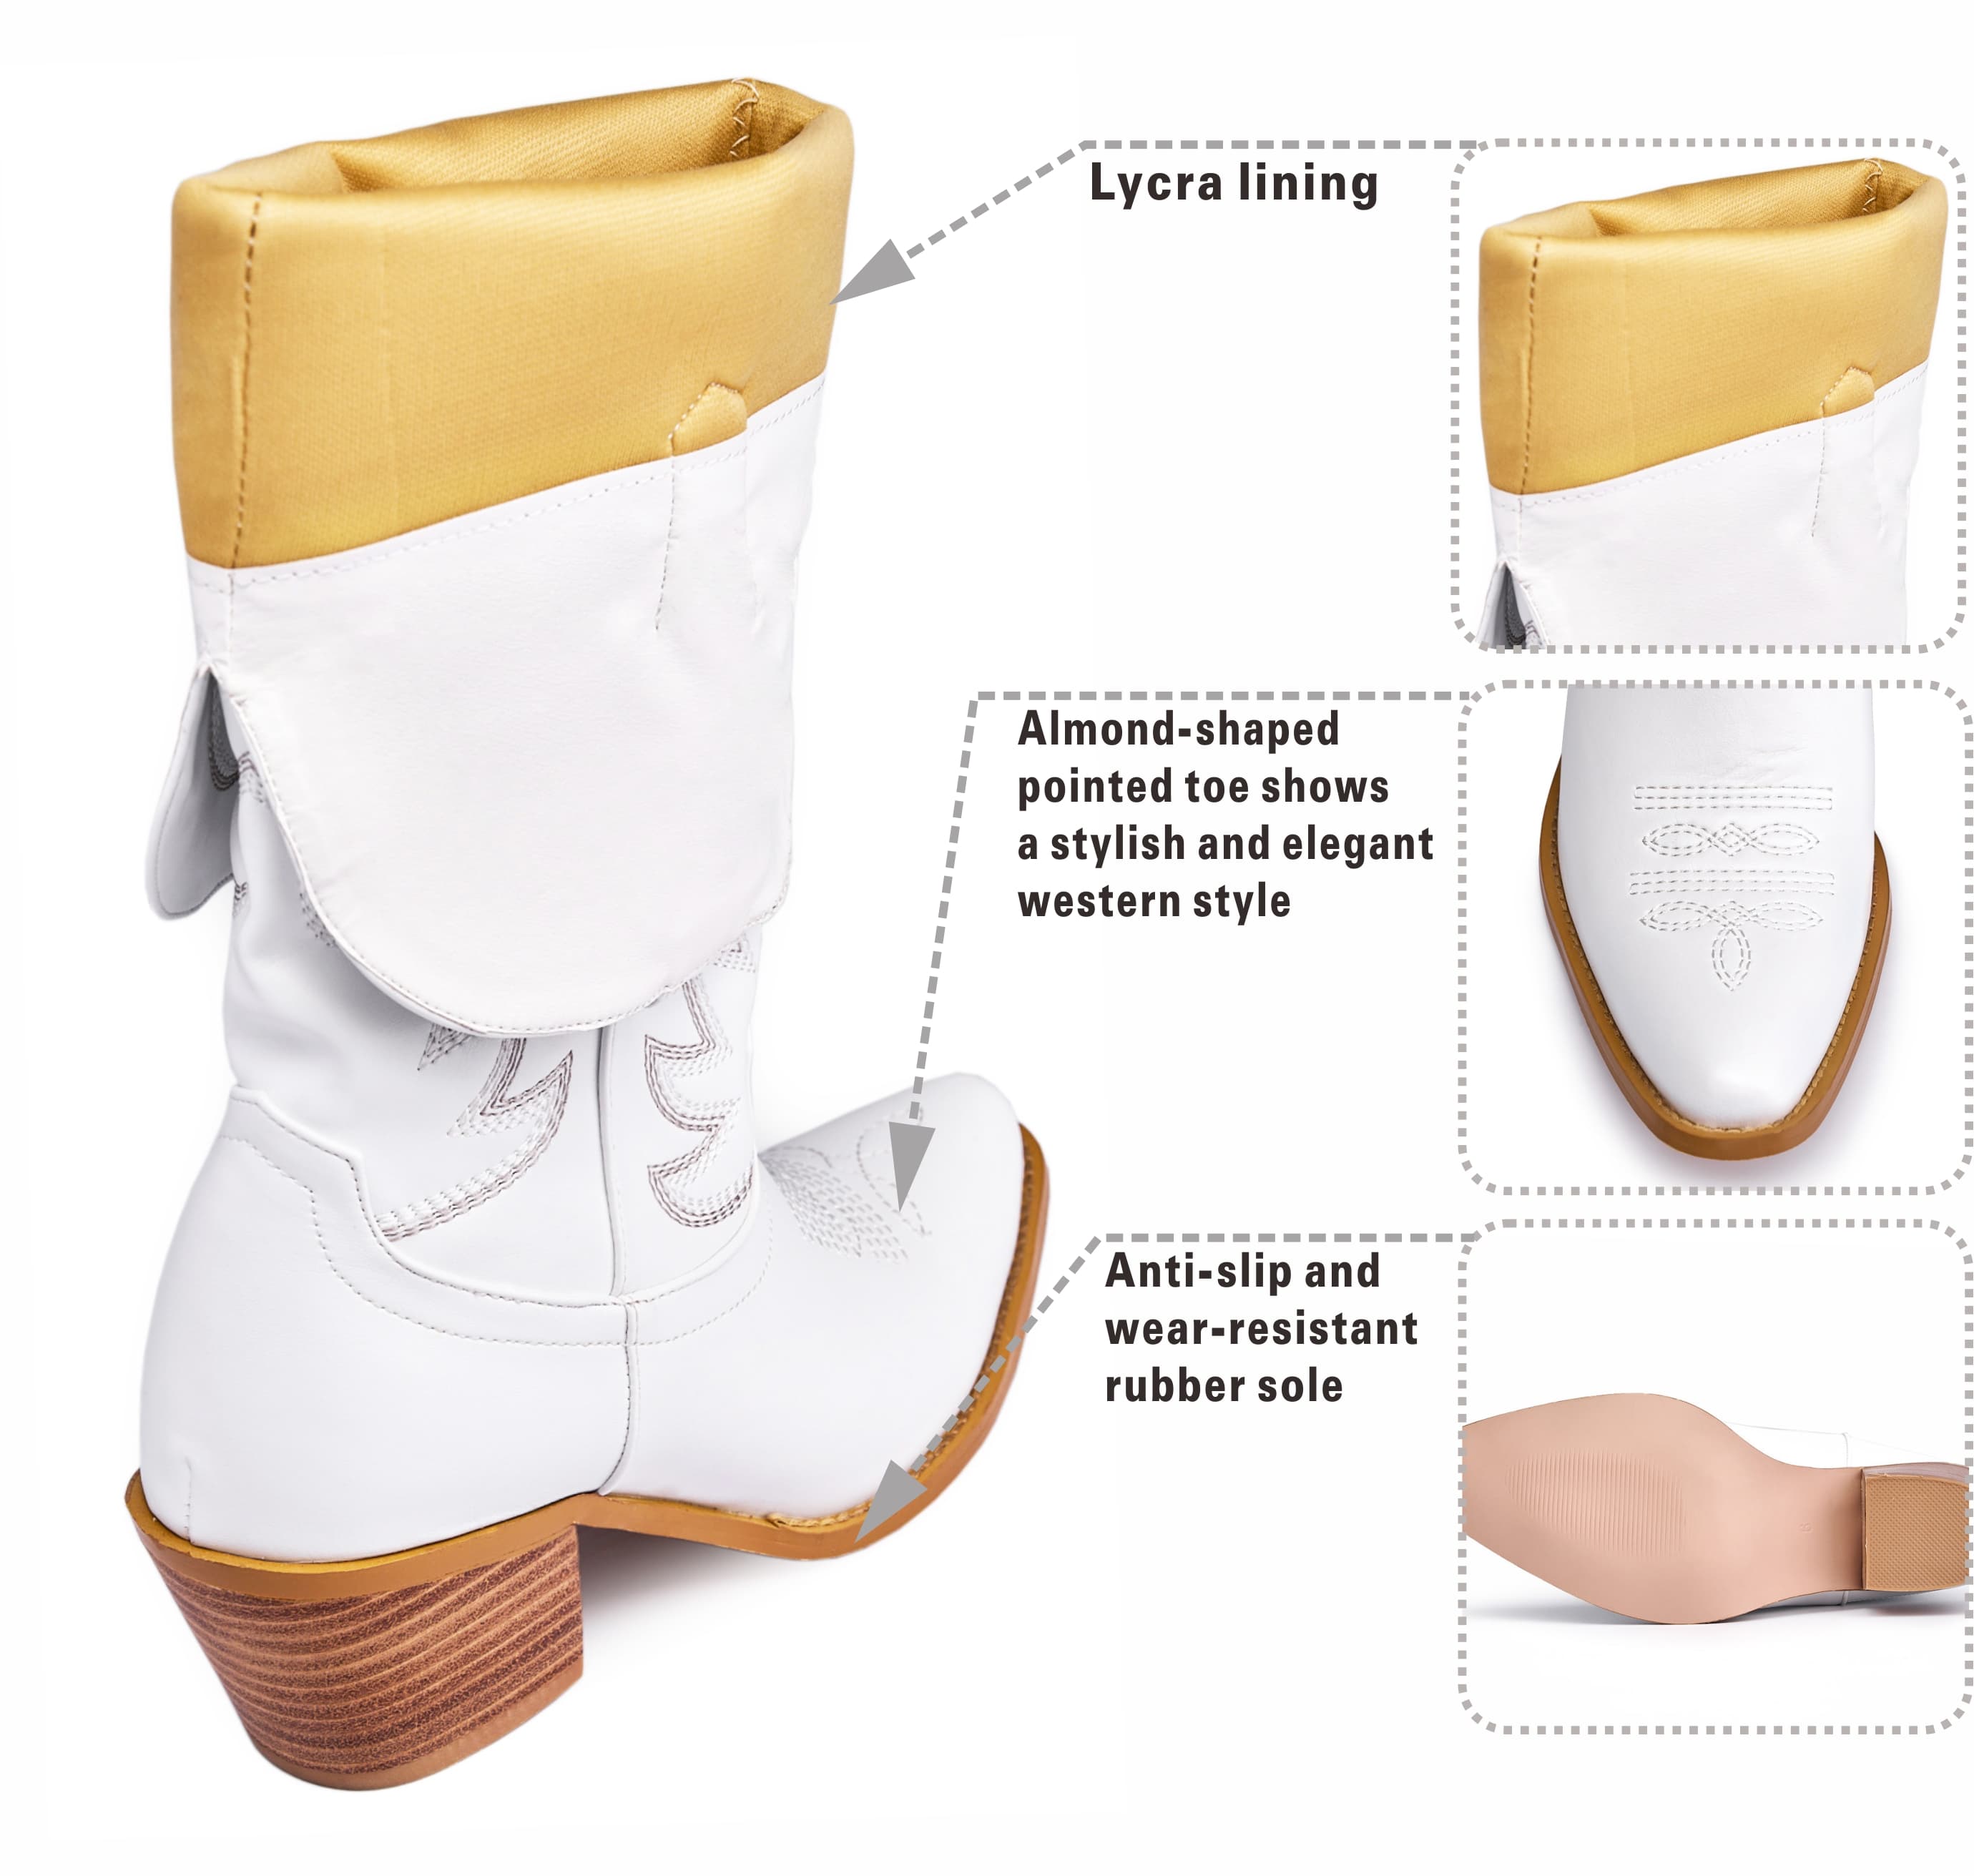 Lycra lining
Almond-shaped
pointed toe shows
a stylish and elegant
western style
Anti-slip and
wear-resistant
rubber sole